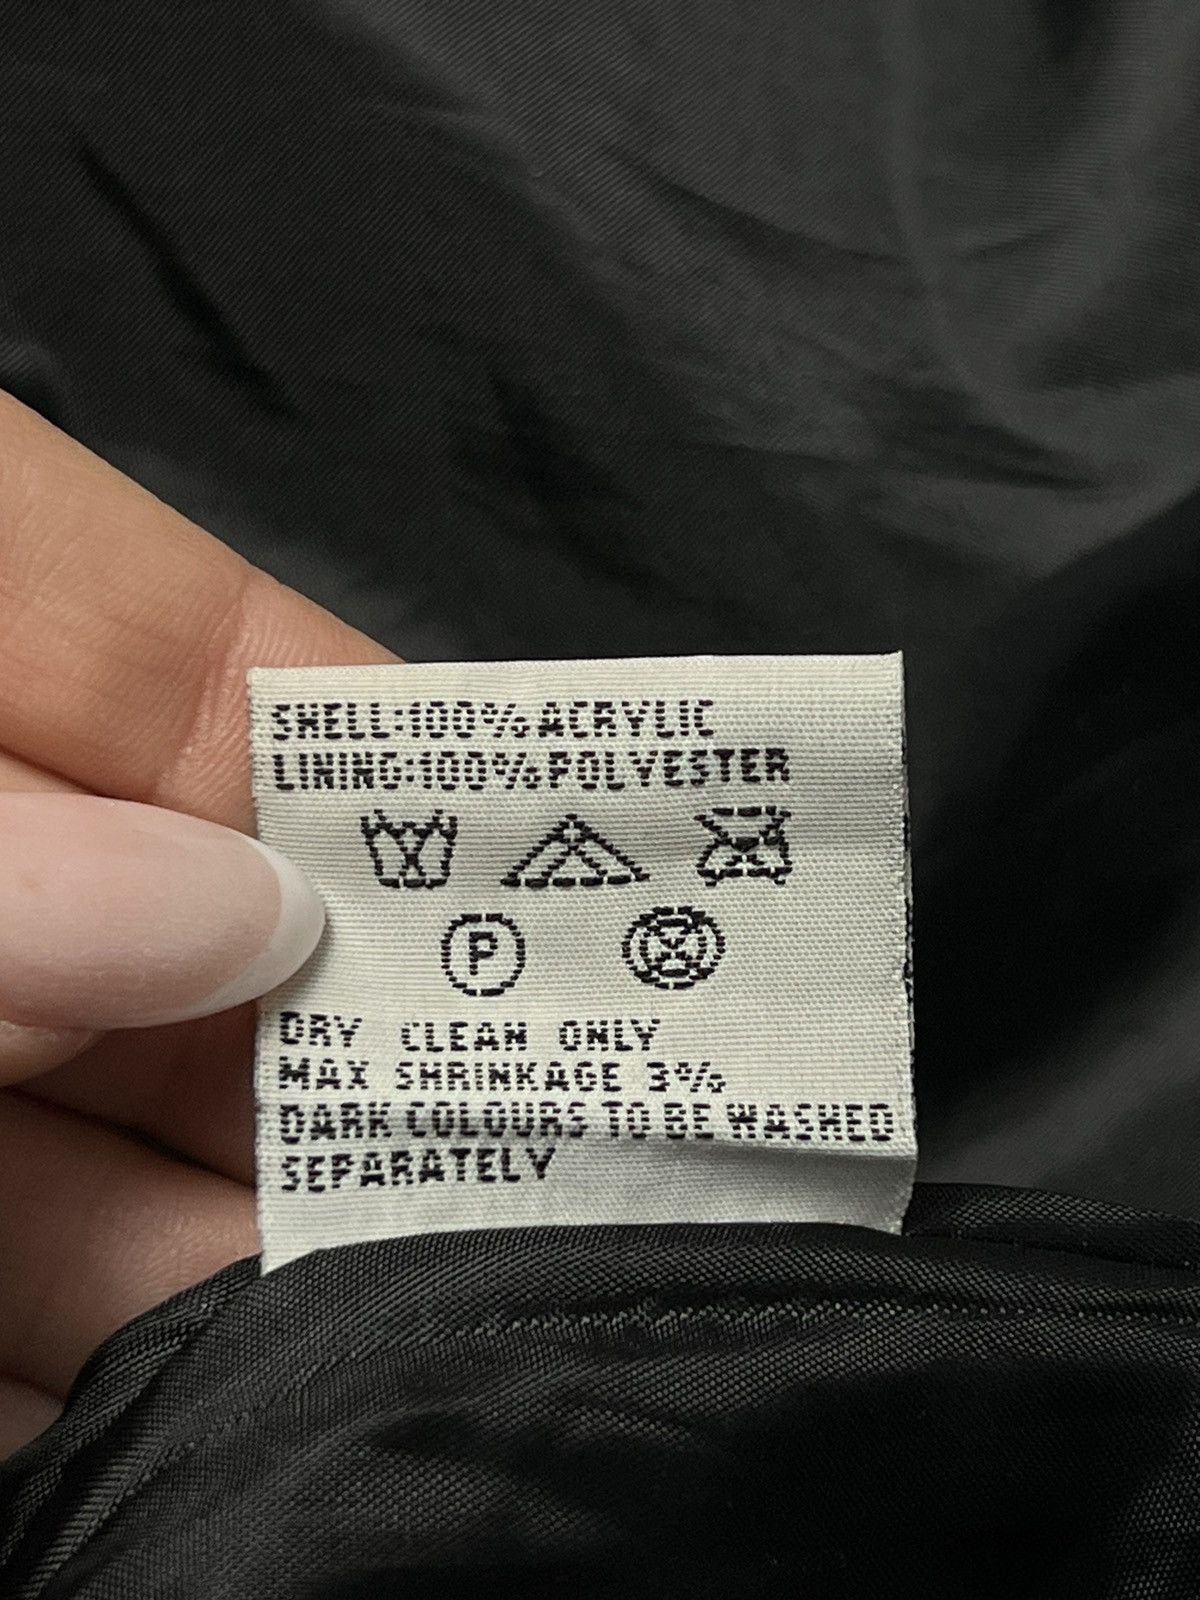 SHELL:100% ACRYLIC
LINING:100% POLYESTER
P
DRY CLEAN ONLY
MAX SHRINKAGE 3%
DARK COLOURS TO BE WASHED
SEPARATELY